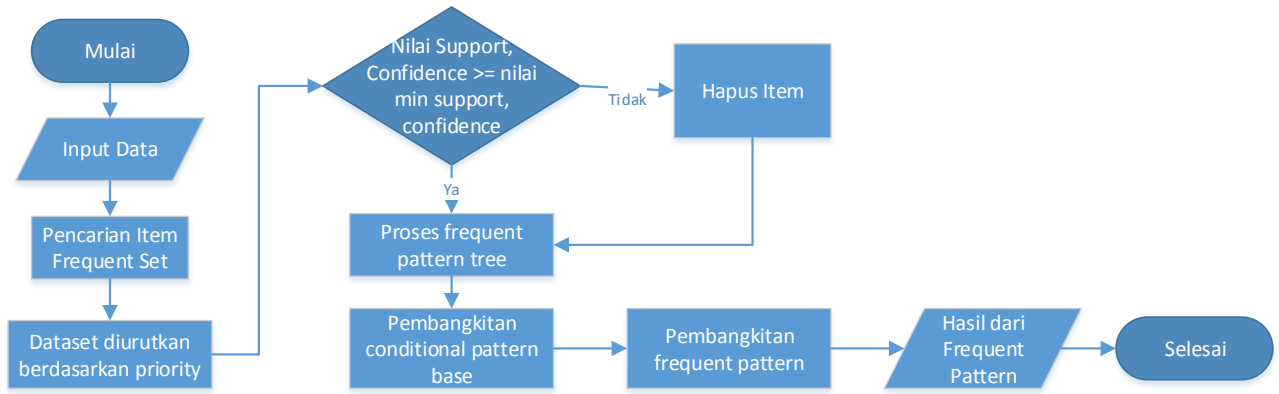 Mulai
Input Data
Pencarian Item
Frequent Set
Dataset diurutkan
berdasarkan priority
Nilai Support,
Confidence >= nilai
min support,
confidence
Tidak
Hapus Item
Ya
Proses frequent
pattern tree
Pembangkitan
conditional pattern
base
Pembangkitan
frequent pattern
Hasil dari
Frequent
Pattern
Selesai